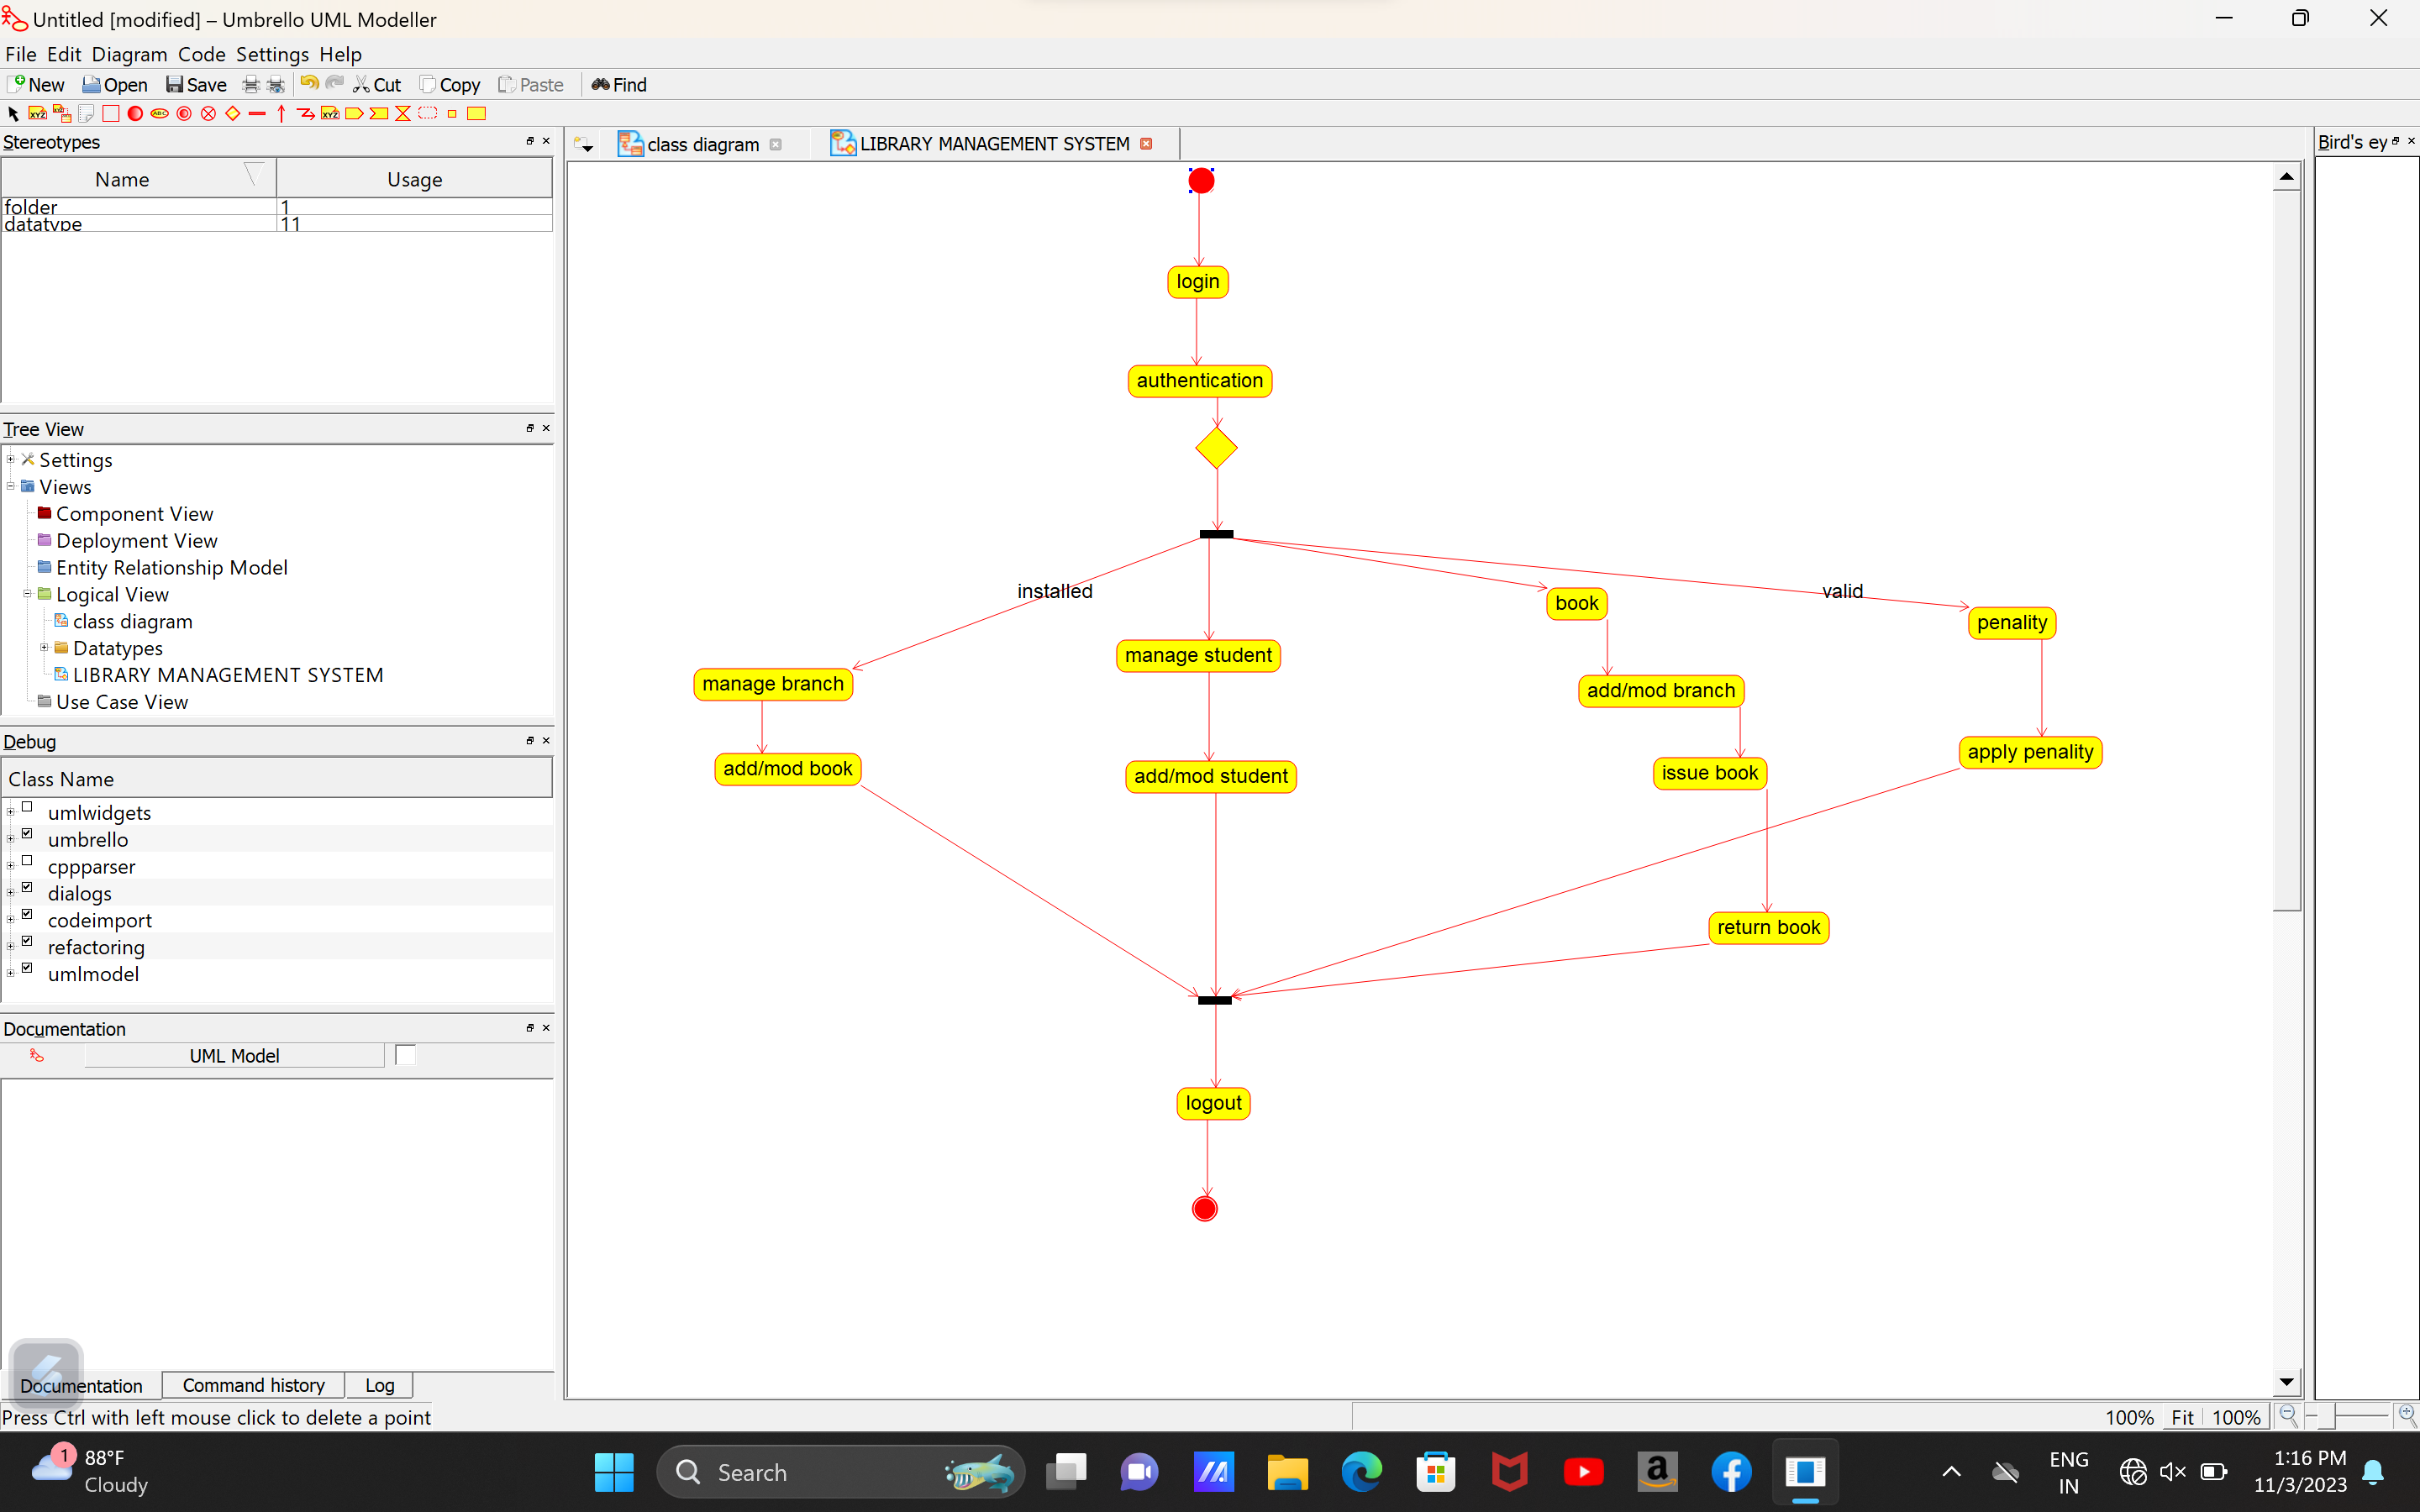 Untitled [modified] – Umbrello UML Modeller
File Edit Diagram Code Settings Help
New Open Save Cut Copy Paste Find
Stereotypes
Name Usage
folder 1
datatype 11
Tree View
Settings
Views
Component View
Deployment View
Entity Relationship Model
Logical View
class diagram
Datatypes
LIBRARY MANAGEMENT SYSTEM
Use Case View
Debug
Class Name
umlwidgets
umbrello
cppparser
dialogs
codeimport
refactoring
umlmodel
Documentation
UML Model
Documentation Command history Log
Press Ctrl with left mouse click to delete a point
class diagram LIBRARY MANAGEMENT SYSTEM
login
authentication
installed
valid
book
penality
manage student
manage branch
add/mod branch
apply penality
add/mod book
add/mod student
issue book
return book
logout
Bird's ey
100% Fit 100%
1
88°F
Cloudy
Search
ENG
IN
1:16 PM
11/3/2023